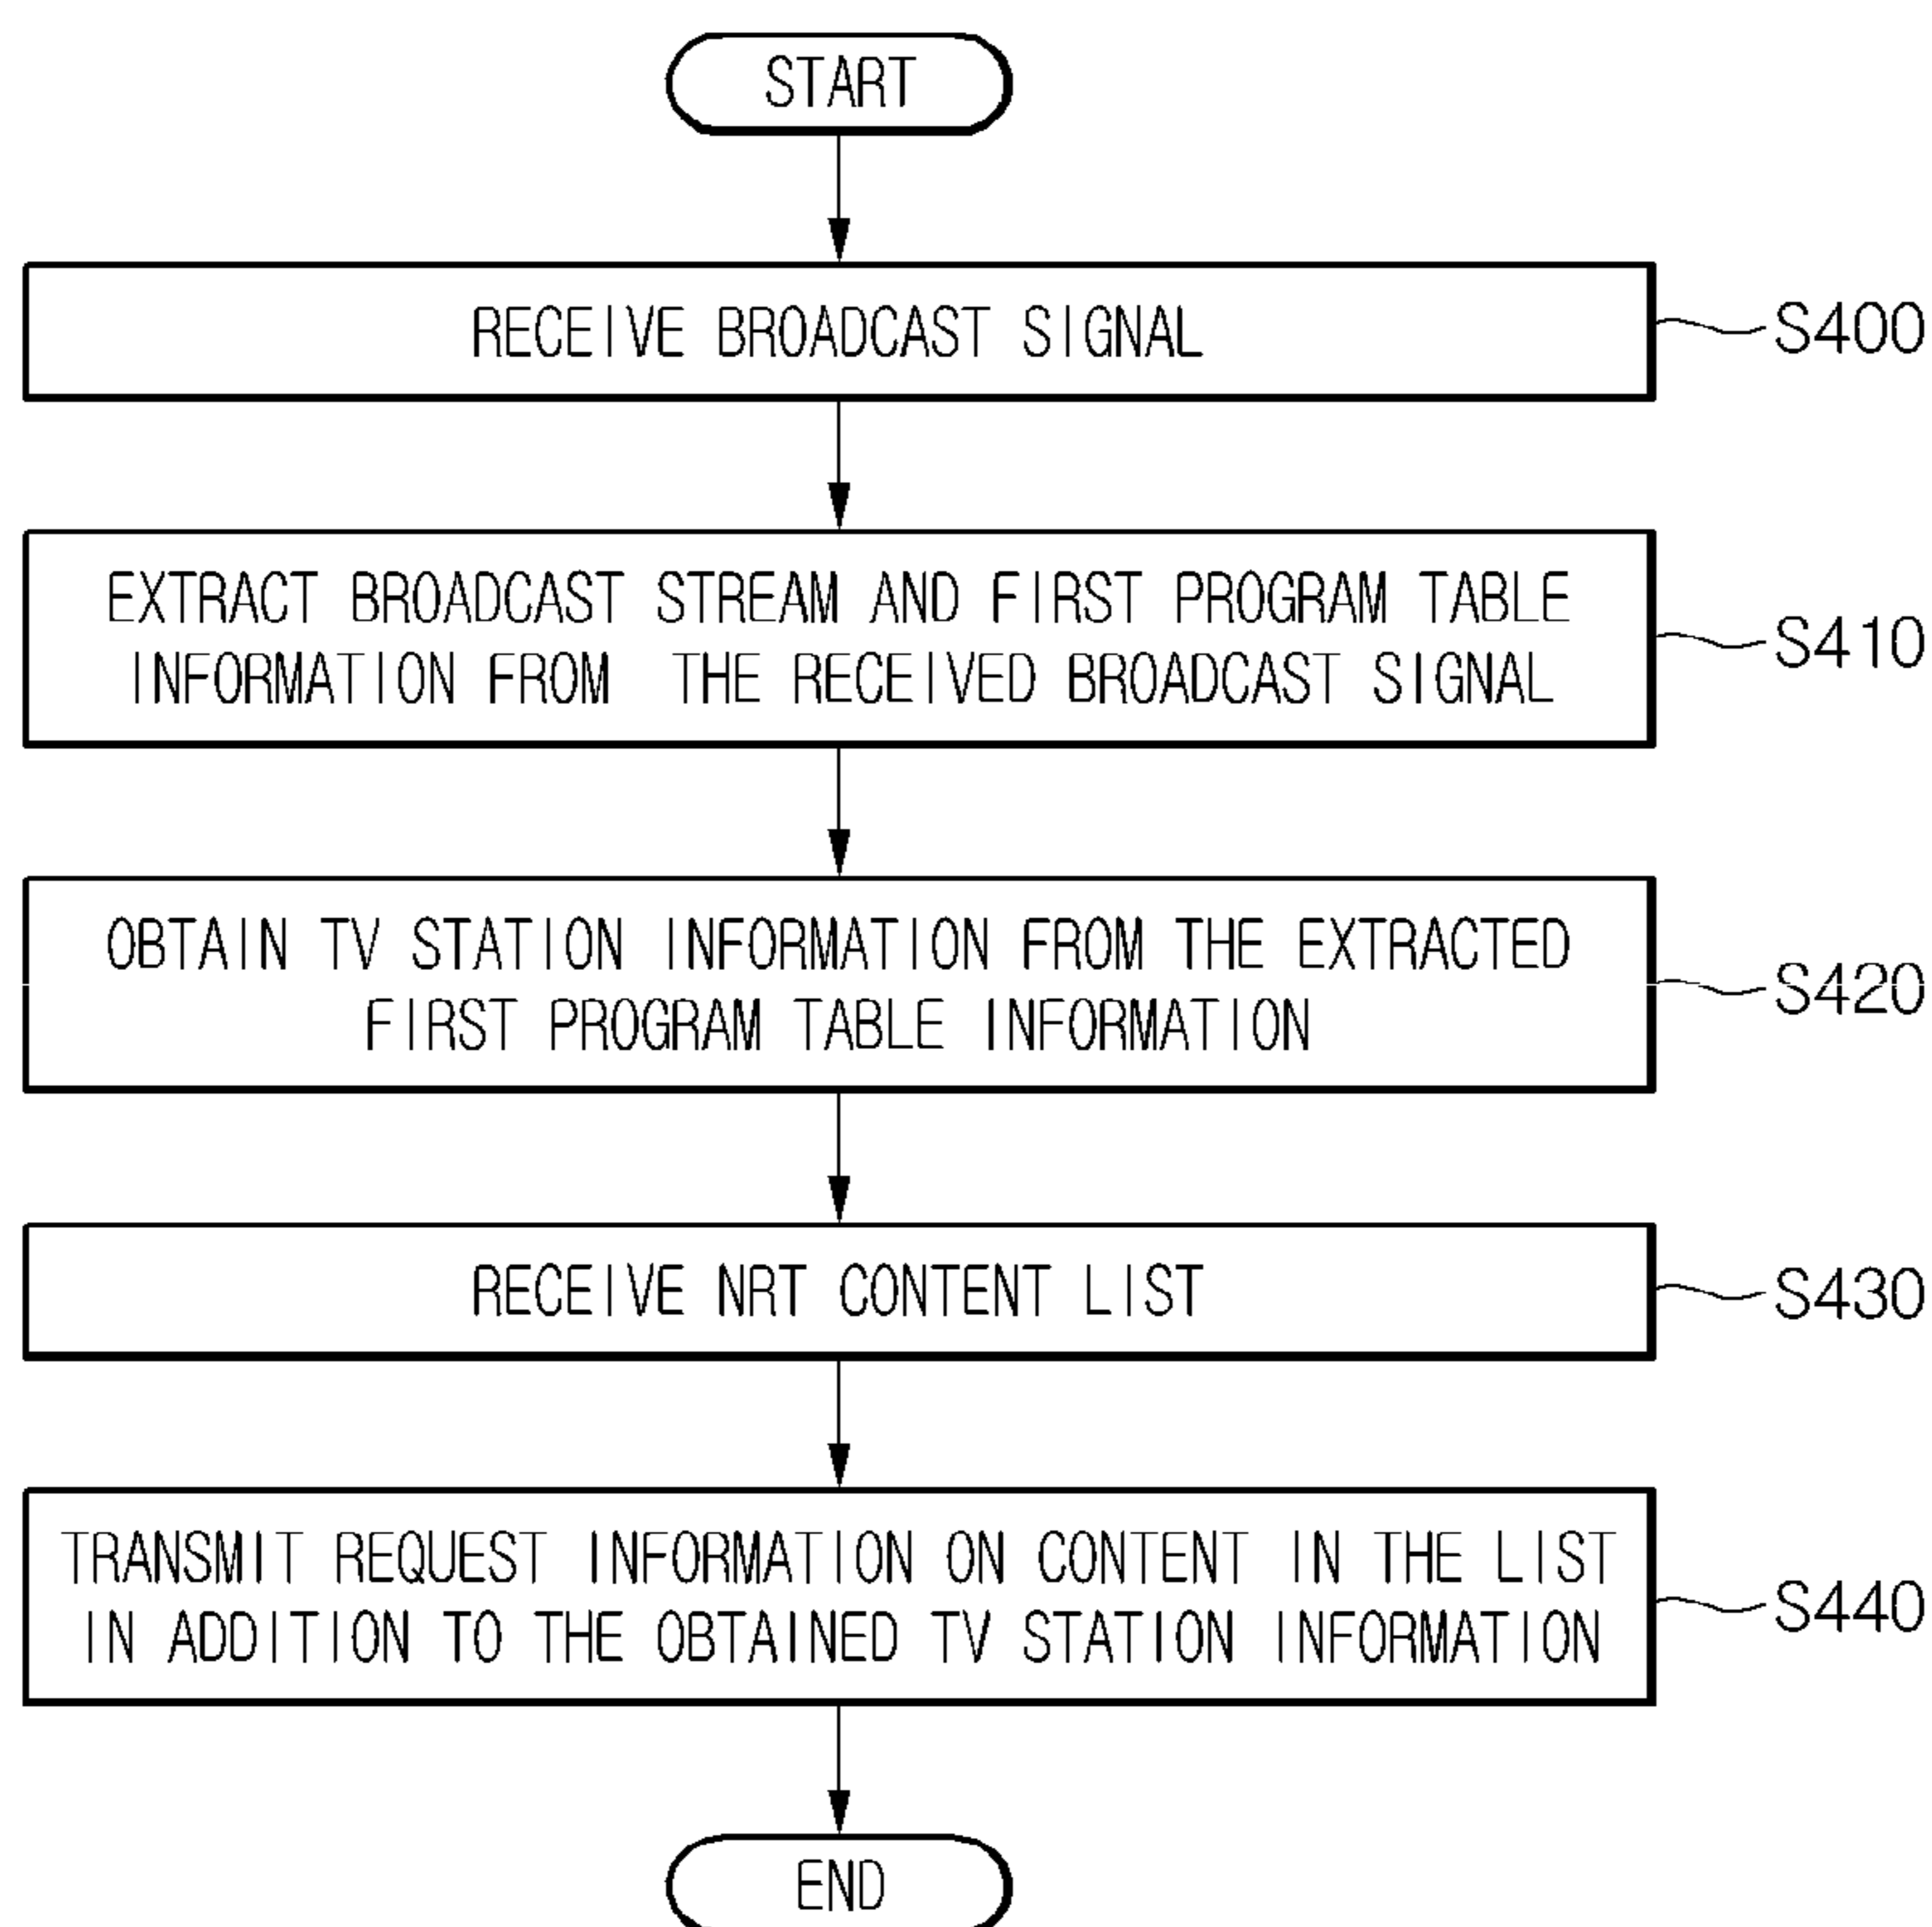 START
RECEIVE BROADCAST SIGNAL
S400
EXTRACT BROADCAST STREAM AND FIRST PROGRAM TABLE
INFORMATION FROM THE RECEIVED BROADCAST SIGNAL
S410
OBTAIN TV STATION INFORMATION FROM THE EXTRACTED
FIRST PROGRAM TABLE INFORMATION
S420
RECEIVE NRT CONTENT LIST
S430
TRANSMIT REQUEST INFORMATION ON CONTENT IN THE LIST
IN ADDITION TO THE OBTAINED TV STATION INFORMATION
S440
END